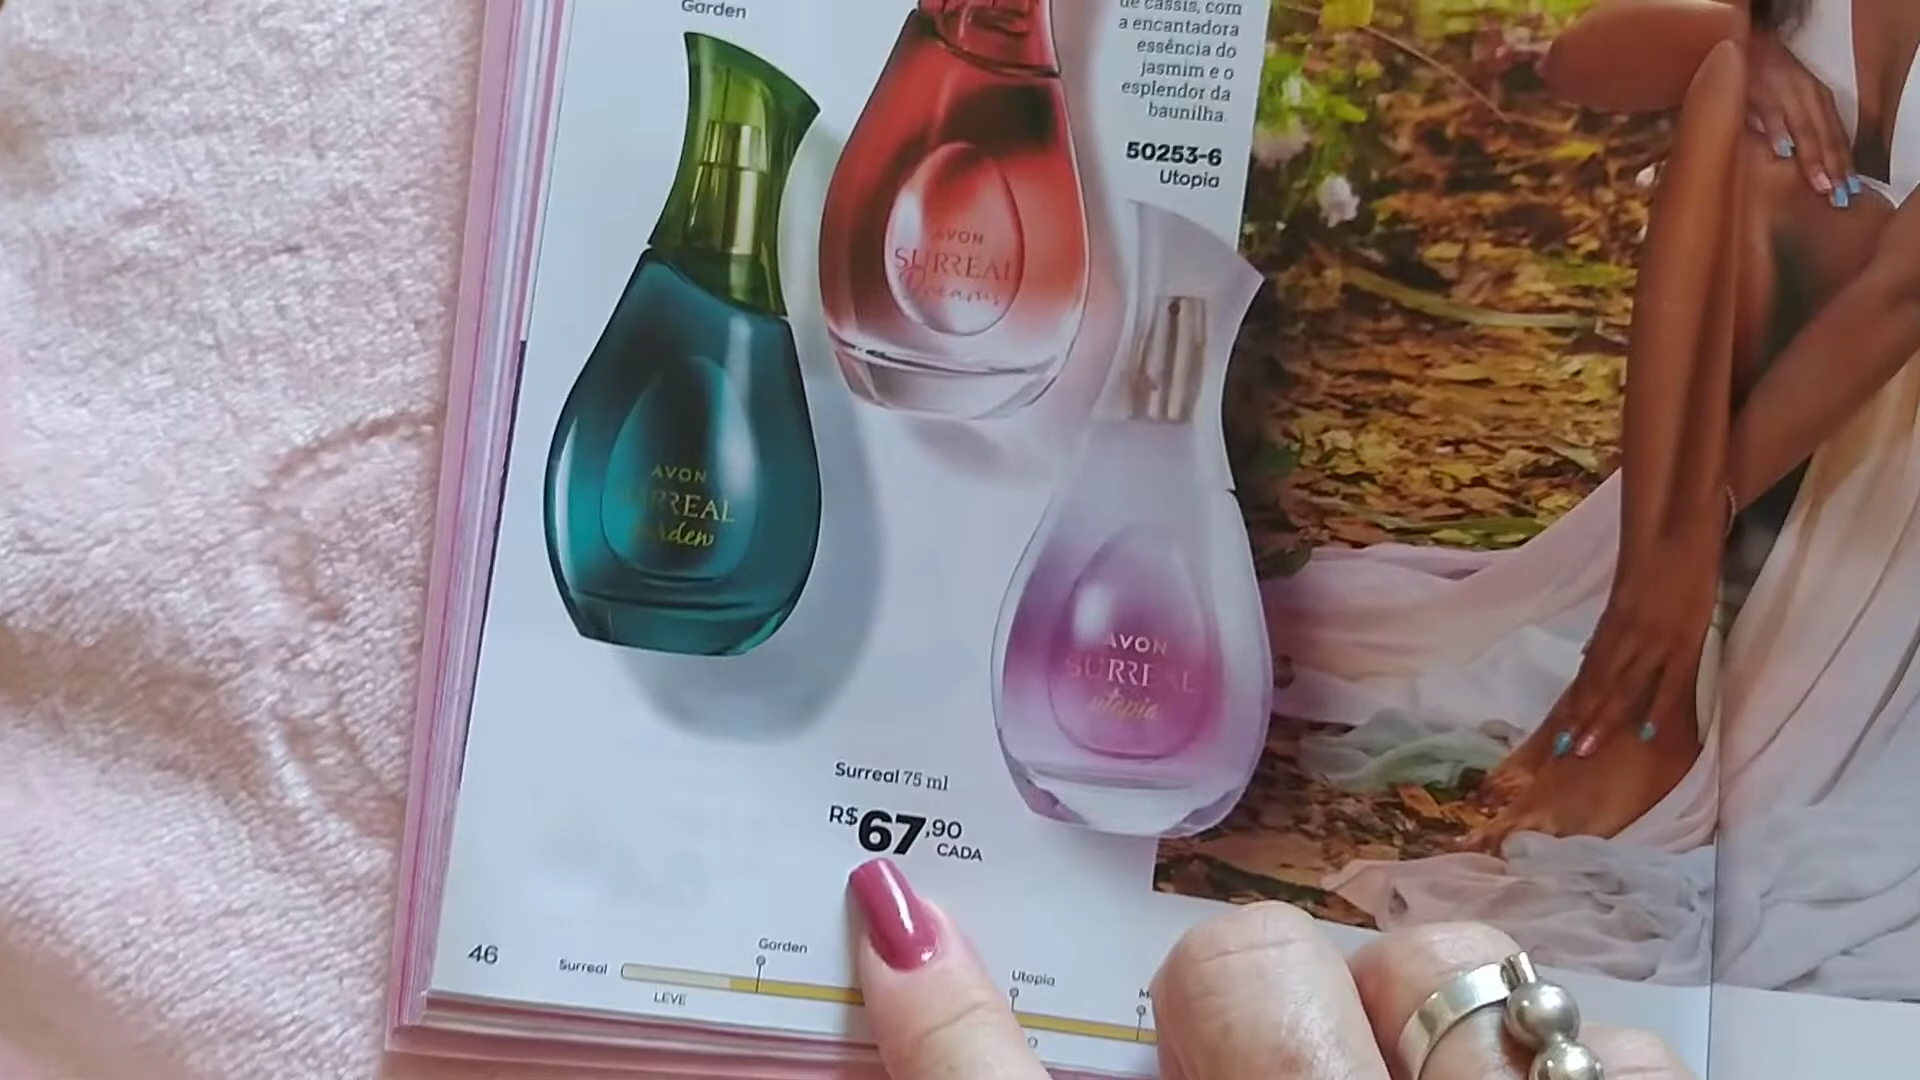 Garden
de cassis, com
a encantadora
essência do
jasmim e o
esplendor da
baunilha.
50253-6
Utopia
AVON
SURREAL
Dreams
AVON
SURREAL
Garden
AVON
SURREAL
utopia
Surreal 75 ml
R$67,90
CADA
46
Surreal
Garden
Utopia
LEVE